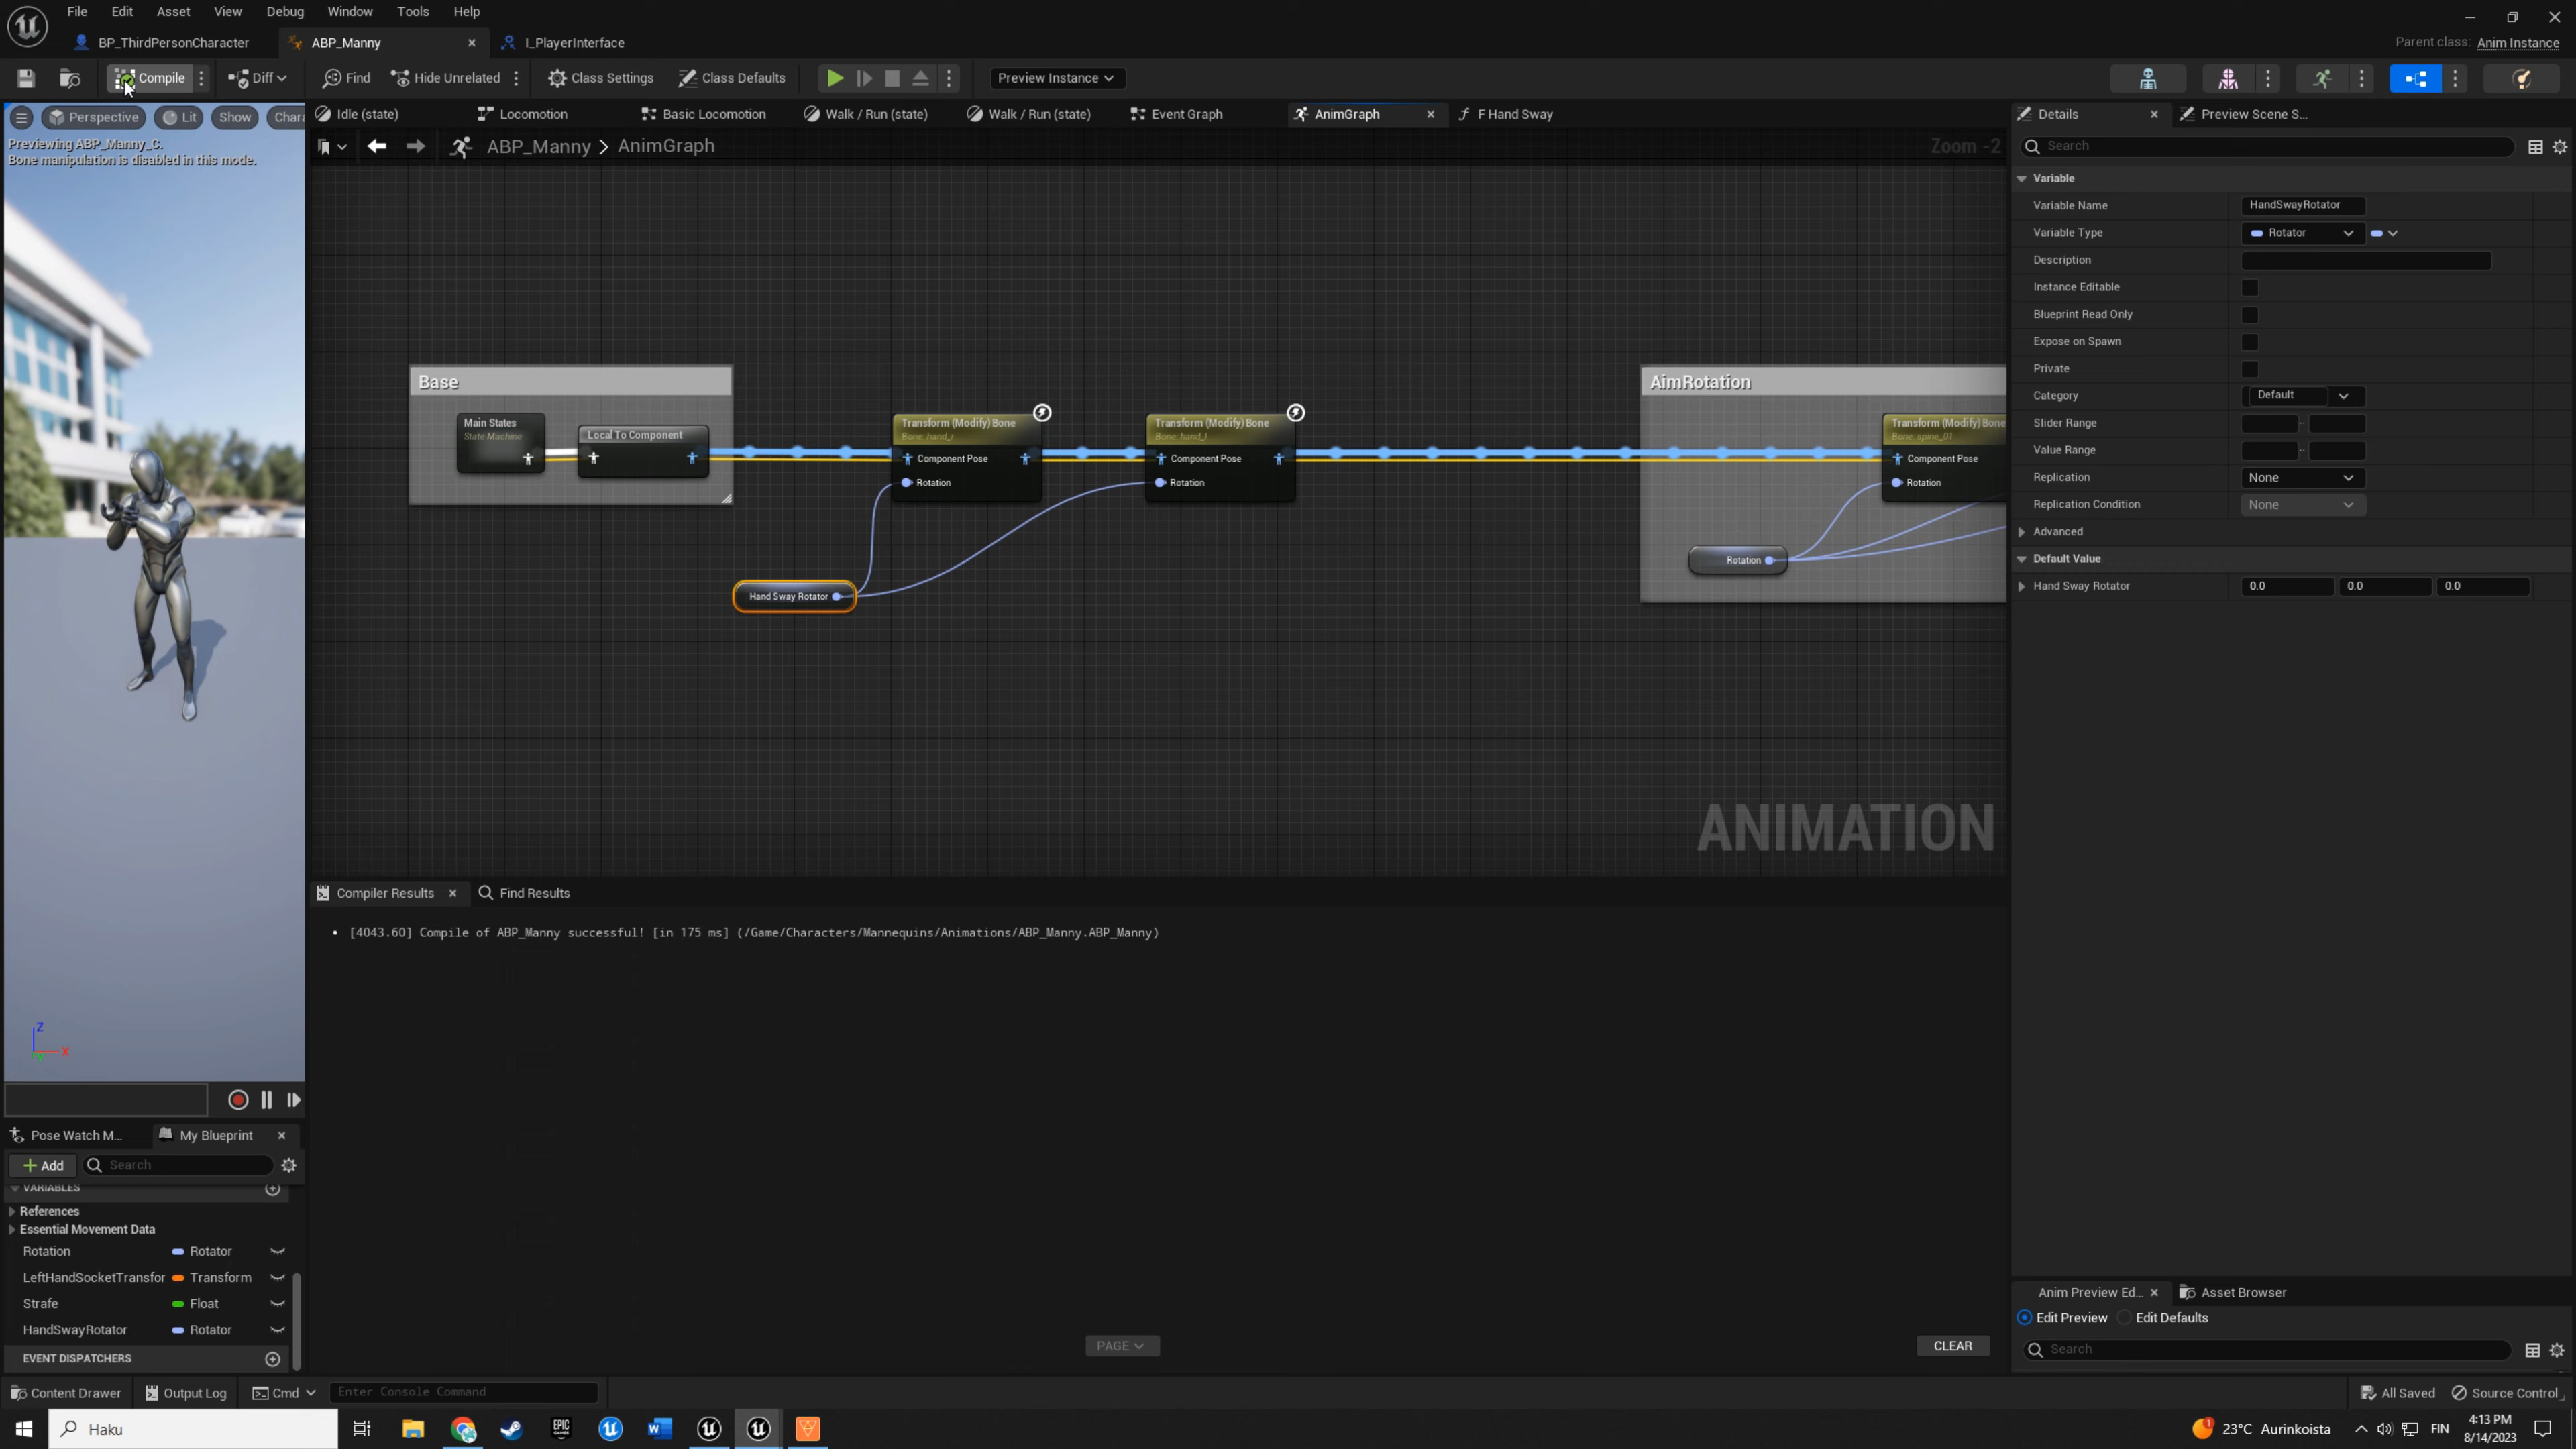 File Edit Asset View Debug Window Tools Help
BP_ThirdPersonCharacter
ABP_Manny
I_PlayerInterface
Parent class: Anim Instance
Compile
Diff
Find
Hide Unrelated
Class Settings
Class Defaults
Preview Instance
Perspective
Lit
Show
Chara
Previewing ABP_Manny_C.
Bone manipulation is disabled in this mode.
Idle (state)
Locomotion
Basic Locomotion
Walk / Run (state)
Walk / Run (state)
Event Graph
AnimGraph
F Hand Sway
ABP_Manny > AnimGraph
Zoom -2
Base
Main States
State Machine
Local To Component
Transform (Modify) Bone
Bone: hand_r
Component Pose
Rotation
Transform (Modify) Bone
Bone: hand_l
Component Pose
Rotation
Hand Sway Rotator
AimRotation
Transform (Modify) Bone
Bone: spine_01
Component Pose
Rotation
Rotation
ANIMATION
Compiler Results
Find Results
[4043.60] Compile of ABP_Manny successful! [in 175 ms] (/Game/Characters/Mannequins/Animations/ABP_Manny.ABP_Manny)
PAGE
CLEAR
Details
Preview Scene S...
Search
Variable
Variable Name HandSwayRotator
Variable Type Rotator
Description
Instance Editable
Blueprint Read Only
Expose on Spawn
Private
Category Default
Slider Range ..
Value Range ..
Replication None
Replication Condition None
Advanced
Default Value
Hand Sway Rotator 0.0 0.0 0.0
Anim Preview Ed...
Asset Browser
Edit Preview
Edit Defaults
Search
Z
X
Pose Watch M...
My Blueprint
+ Add
Search
VARIABLES
References
Essential Movement Data
Rotation Rotator
LeftHandSocketTransfor Transform
Strafe Float
HandSwayRotator Rotator
EVENT DISPATCHERS
Content Drawer
Output Log
Cmd
Enter Console Command
All Saved
Source Control
Haku
EPIC GAMES
W
1
23°C Aurinkoista
FIN
4:13 PM
8/14/2023